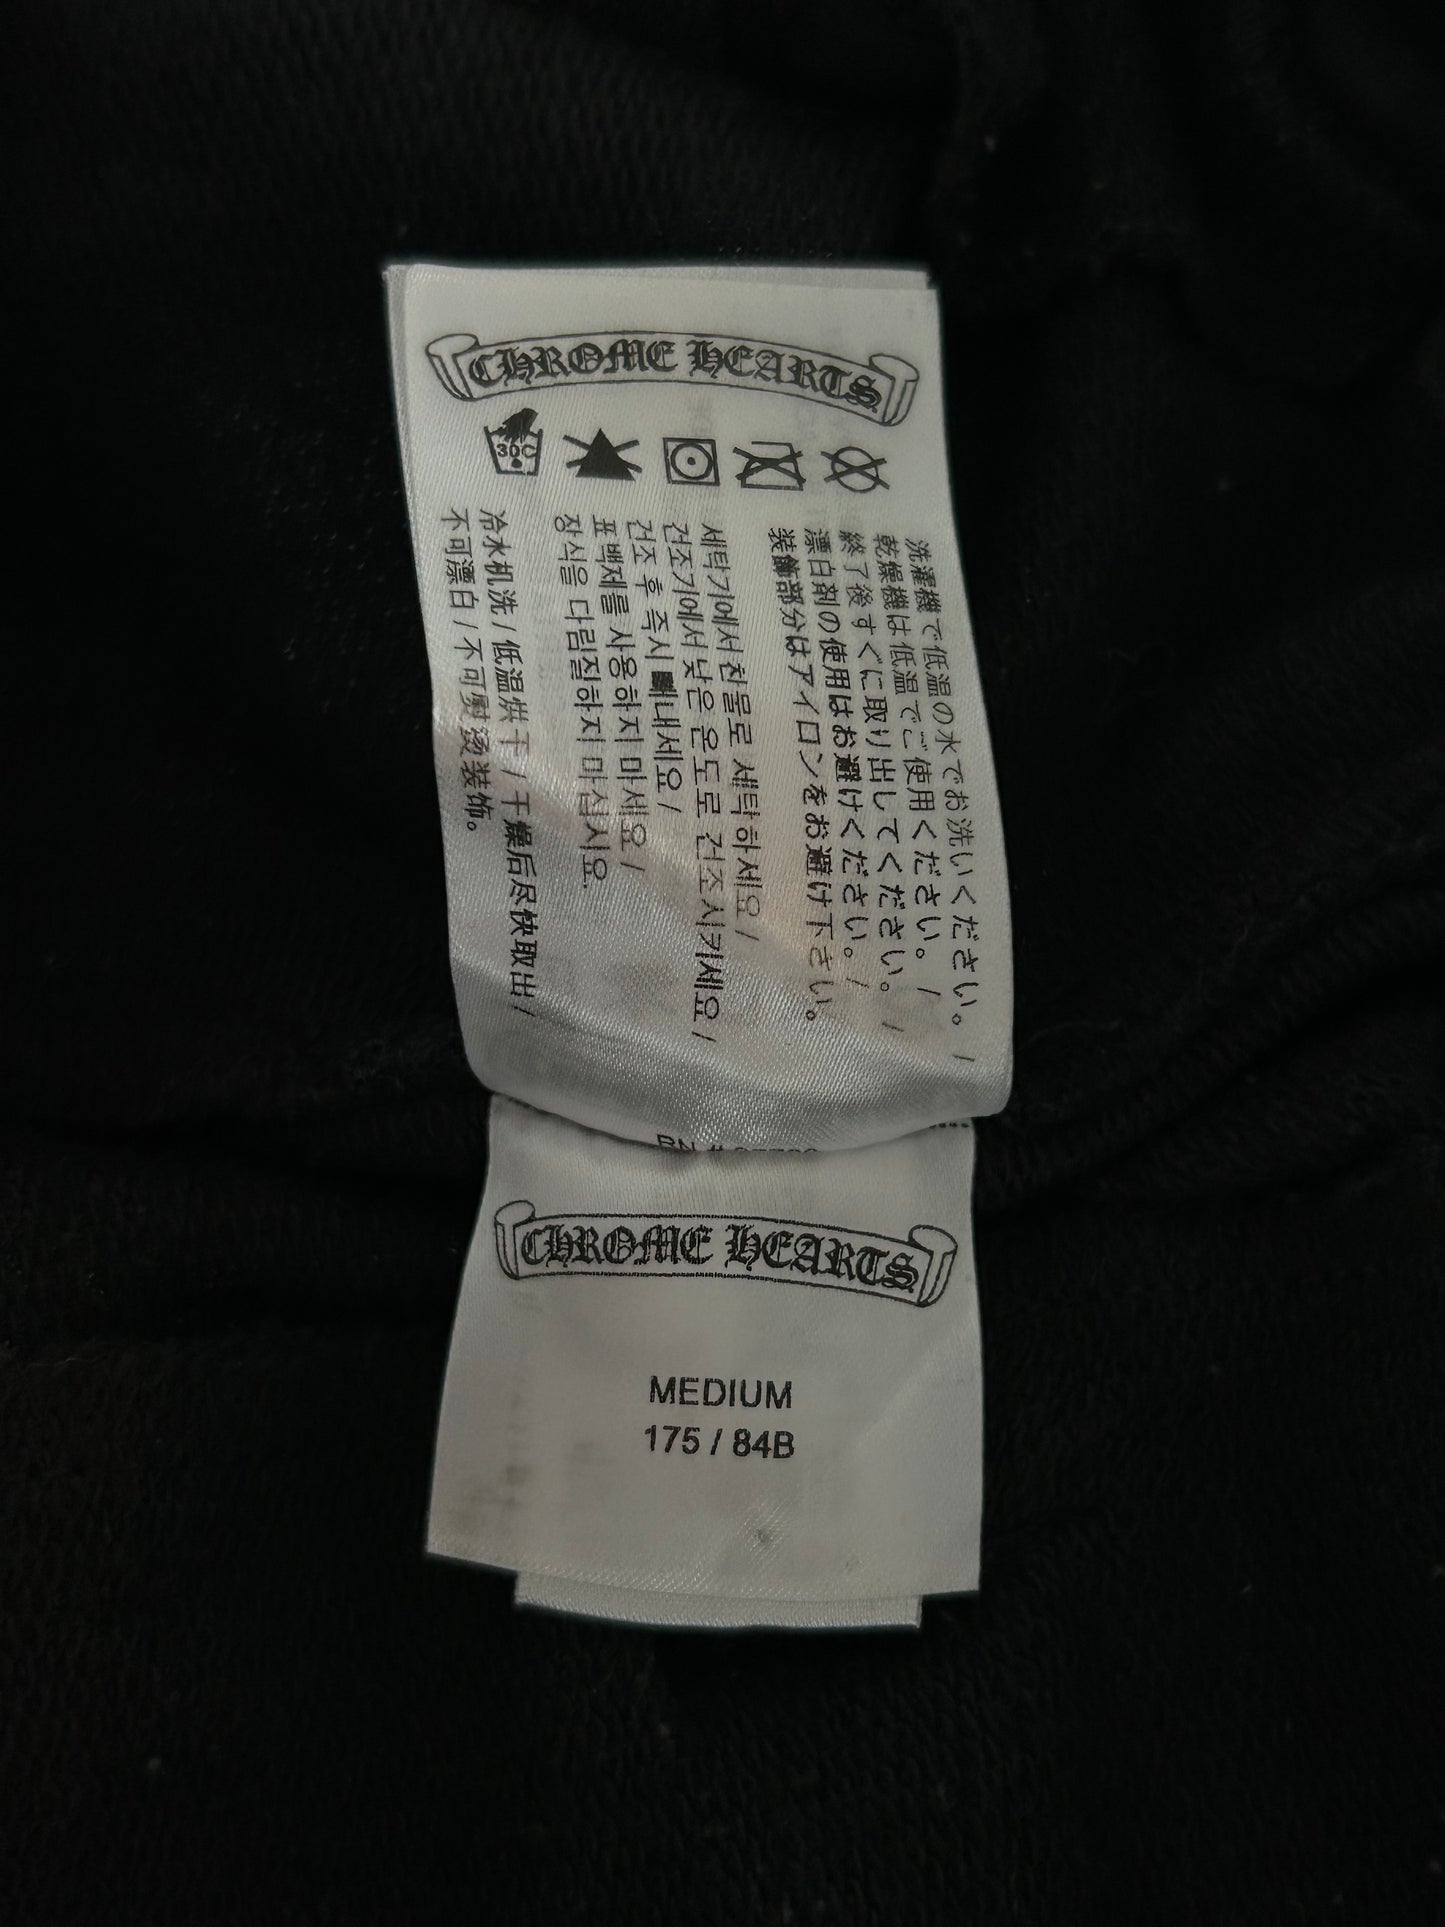 CHROME HEARTS
30C
洗濯機で低温の水でお洗いください。 /
乾燥機は低温でご使用ください。 /
終了後すぐに取り出してください。 /
漂白剤の使用はお避けください。 /
装飾部分はアイロンをお避け下さい。
세탁기에서 찬물로 세탁하세요 /
건조기에서 낮은 온도로 건조시키세요 /
건조 후 즉시 빼내세요 /
표백제를 사용하지 마세요 /
장식을 다림질하지 마십시오.
冷水机洗 / 低温烘干 / 干燥后尽快取出 /
不可漂白 / 不可熨烫装饰。
RN #
CHROME HEARTS
MEDIUM
175 / 84B